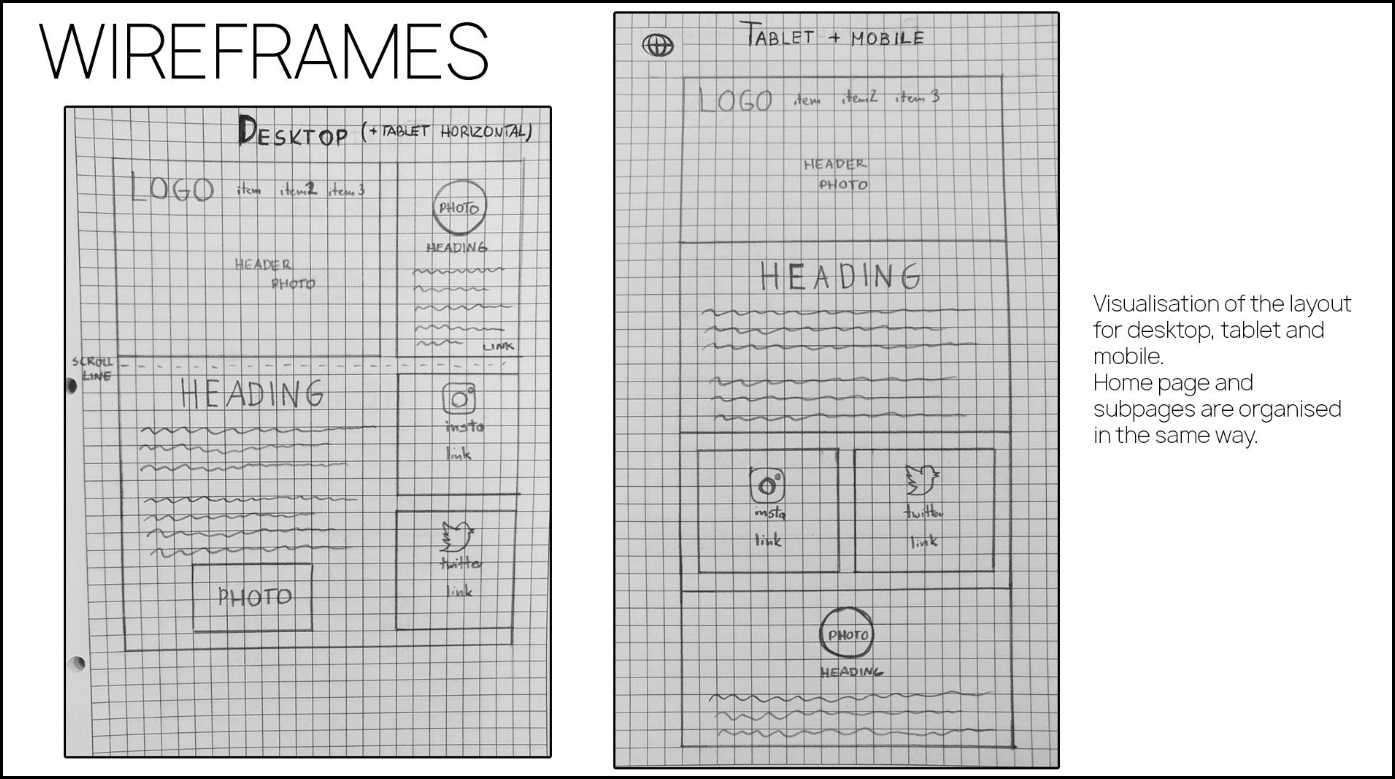 WIREFRAMES
DESKTOP (+TABLET HORIZONTAL)
LOGO item item2 item3
HEADER
PHOTO
PHOTO
HEADING
LINK
SCROLL
LINE
HEADING
PHOTO
insta
link
twitter
link
TABLET + MOBILE
LOGO item item2 item3
HEADER
PHOTO
HEADING
insta
link
twitter
link
PHOTO
HEADING
Visualisation of the layout
for desktop, tablet and
mobile.
Home page and
subpages are organised
in the same way.